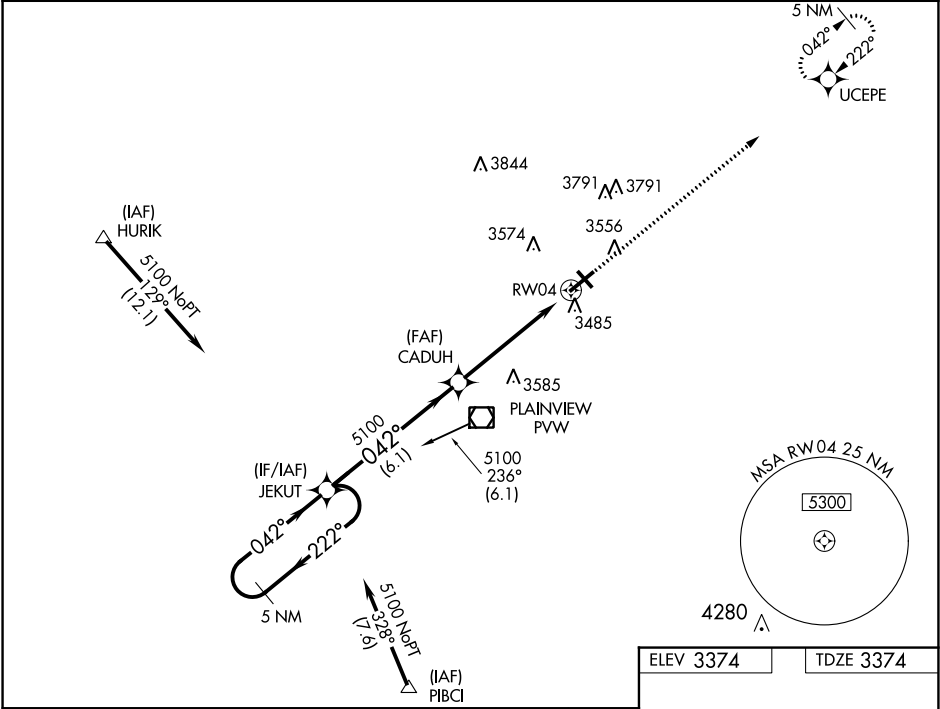 5 NM
042°
222°
UCEPE
3844
3791
3791
(IAF)
HURIK
3574
3556
5100 NoPT
129°
(12.1)
RW04
3485
(FAF)
CADUH
3585
PLAINVIEW
PVW
5100
042°
(6.1)
5100
236°
(6.1)
(IF/IAF)
JEKUT
MSA RW04 25 NM
5300
042°
222°
5 NM
5100 NoPT
328°
(7.6)
4280
(IAF)
PIBCI
ELEV 3374
TDZE 3374